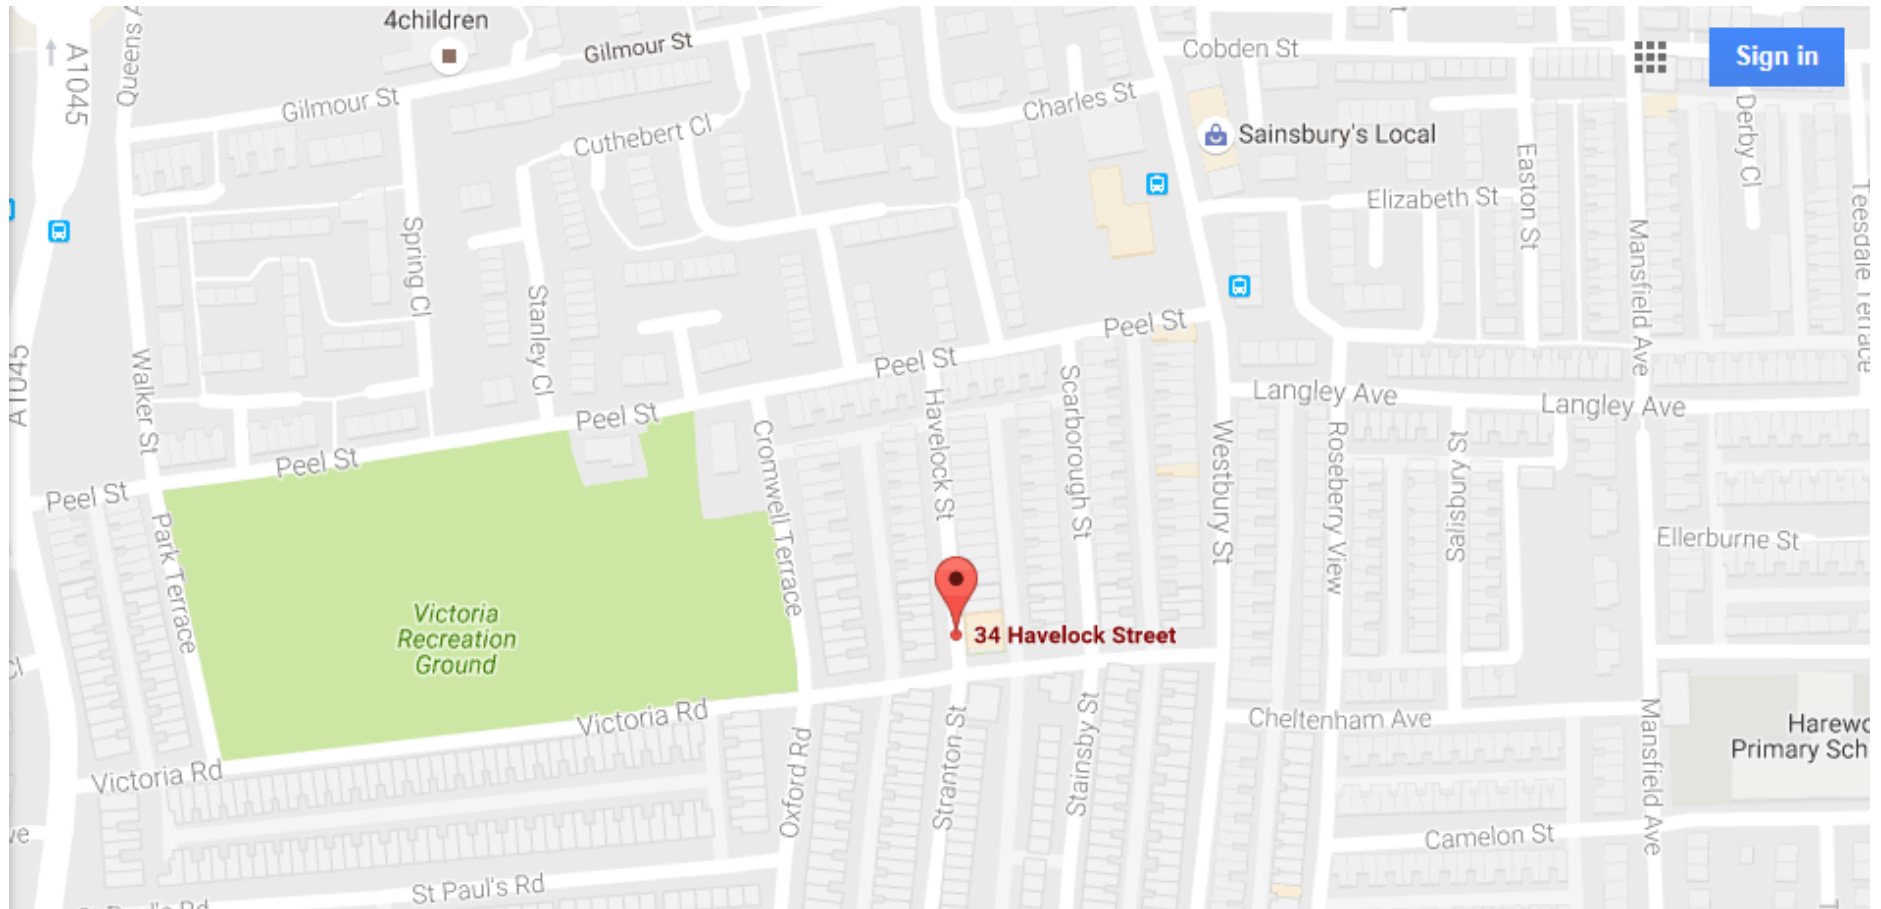 4children
Gilmour St
Cobden St
Sign in
A1045
Queens
Gilmour St
Charles St
Cuthebert Cl
Sainsbury's Local
Derby Cl
Easton St
Elizabeth St
Teesdale Terrace
Spring Cl
Mansfield Ave
Stanley Cl
Peel St
Walker St
Peel St
A1045
Langley Ave
Langley Ave
Havelock St
Scarborough St
Peel St
Cromwell Terrace
Westbury St
Roseberry View
Salisbury St
Peel St
Peel St
Park Terrace
Ellerburne St
Victoria
Recreation
Ground
34 Havelock Street
Victoria Rd
Cheltenham Ave
Harewo
Primary Sch
Victoria Rd
Oxford Rd
Stranton St
Stainsby St
Mansfield Ave
Camelon St
St Paul's Rd